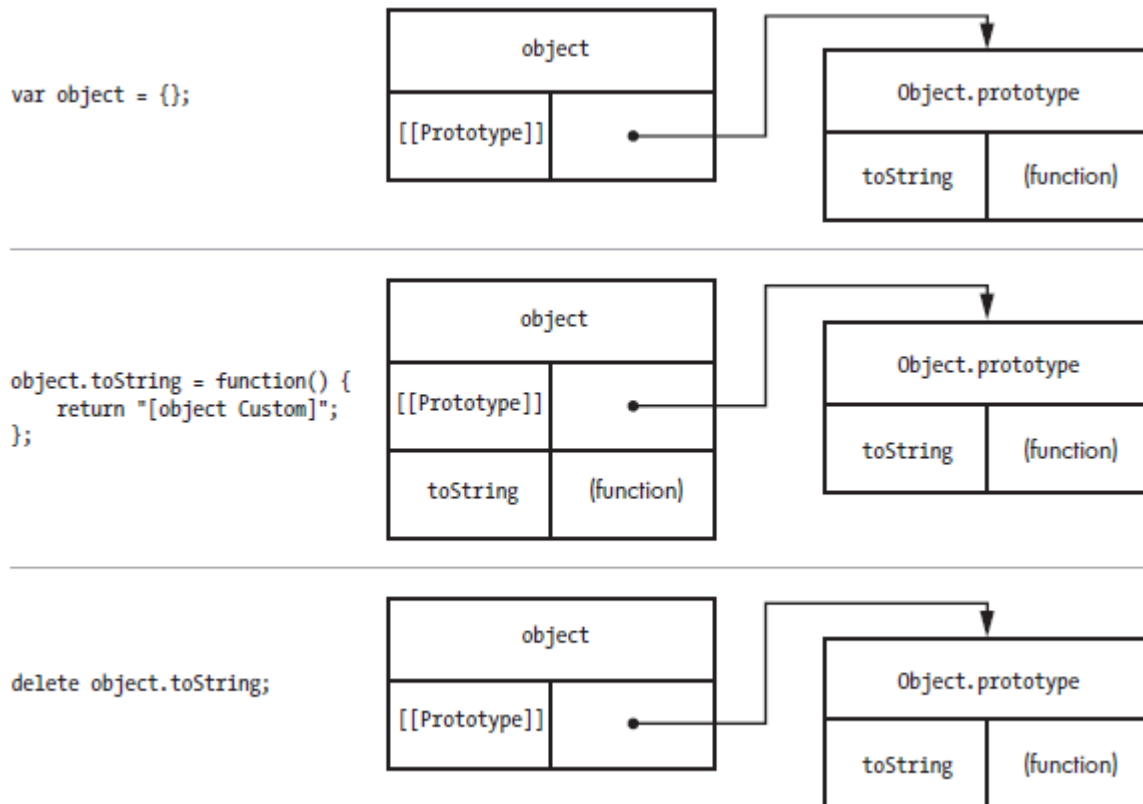 object
var object = {};
Object.prototype
[[Prototype]]
toString (function)
object
Object.prototype
object.toString = function() {
[[Prototype]]
return "[object Custom]";
};
toString (function)
toString (function)
object
delete object.toString;
Object.prototype
[[Prototype]]
toString (function)